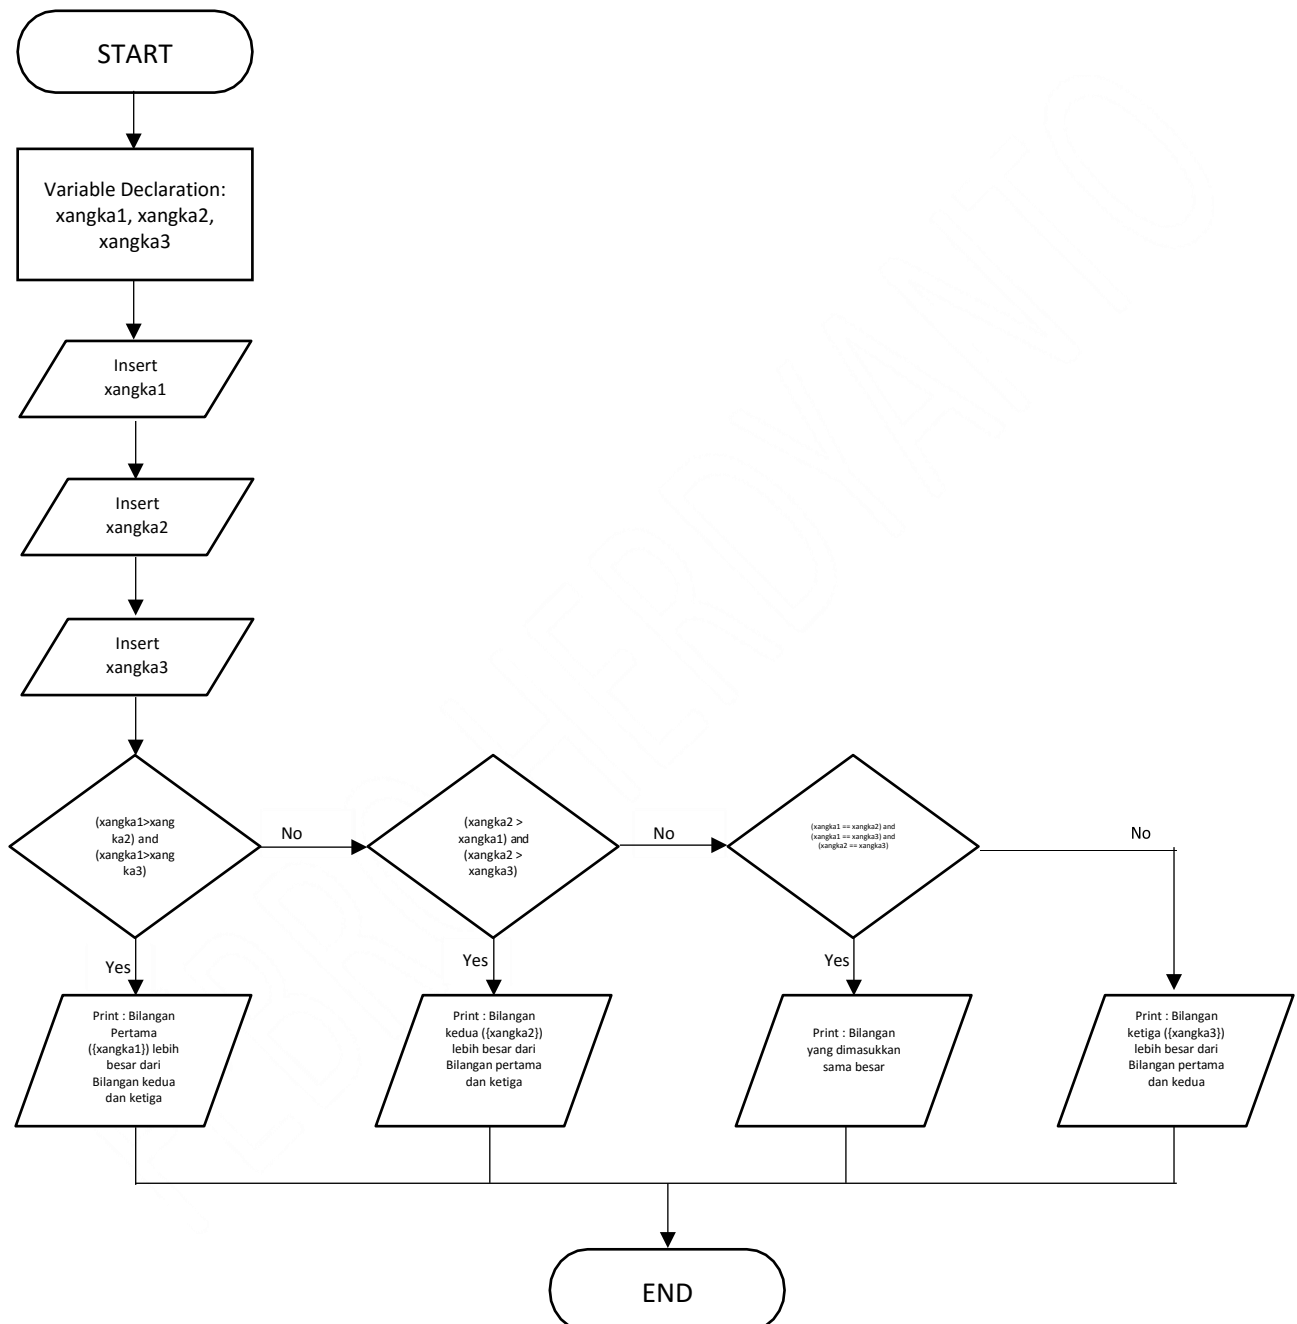 START
Variable Declaration:
xangka1, xangka2,
xangka3
Insert
xangka1
Insert
xangka2
Insert
xangka3
(xangka1>xang
ka2) and
(xangka1>xang
ka3)
No
(xangka2 >
xangka1) and
(xangka2 >
xangka3)
No
(xangka1 == xangka2) and
(xangka1 == xangka3) and
(xangka2 == xangka3)
No
Yes
Yes
Yes
Print : Bilangan
Pertama
({xangka1}) lebih
besar dari
Bilangan kedua
dan ketiga
Print : Bilangan
kedua ({xangka2})
lebih besar dari
Bilangan pertama
dan ketiga
Print : Bilangan
yang dimasukkan
sama besar
Print : Bilangan
ketiga ({xangka3})
lebih besar dari
Bilangan pertama
dan kedua
END